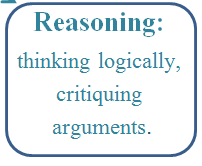 Reasoning:
thinking logically,
critiquing
arguments.